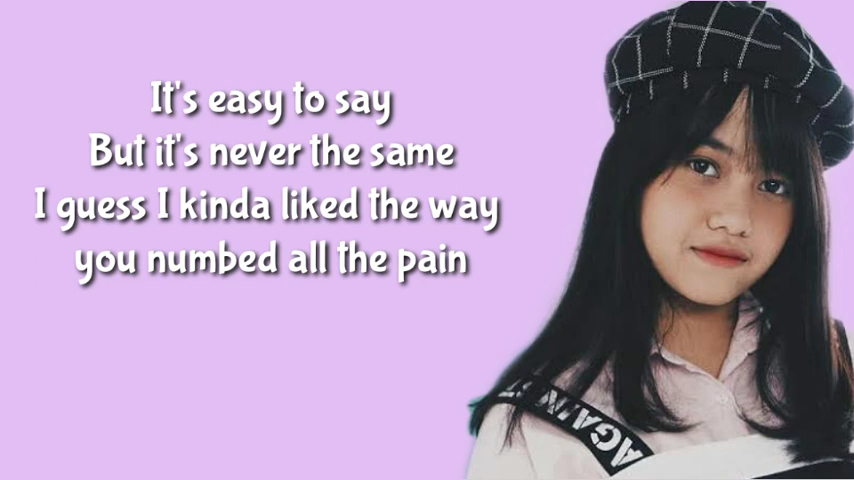 It's easy to say
But it's never the same
I guess I kinda liked the way
you numbed all the pain
AGAINST